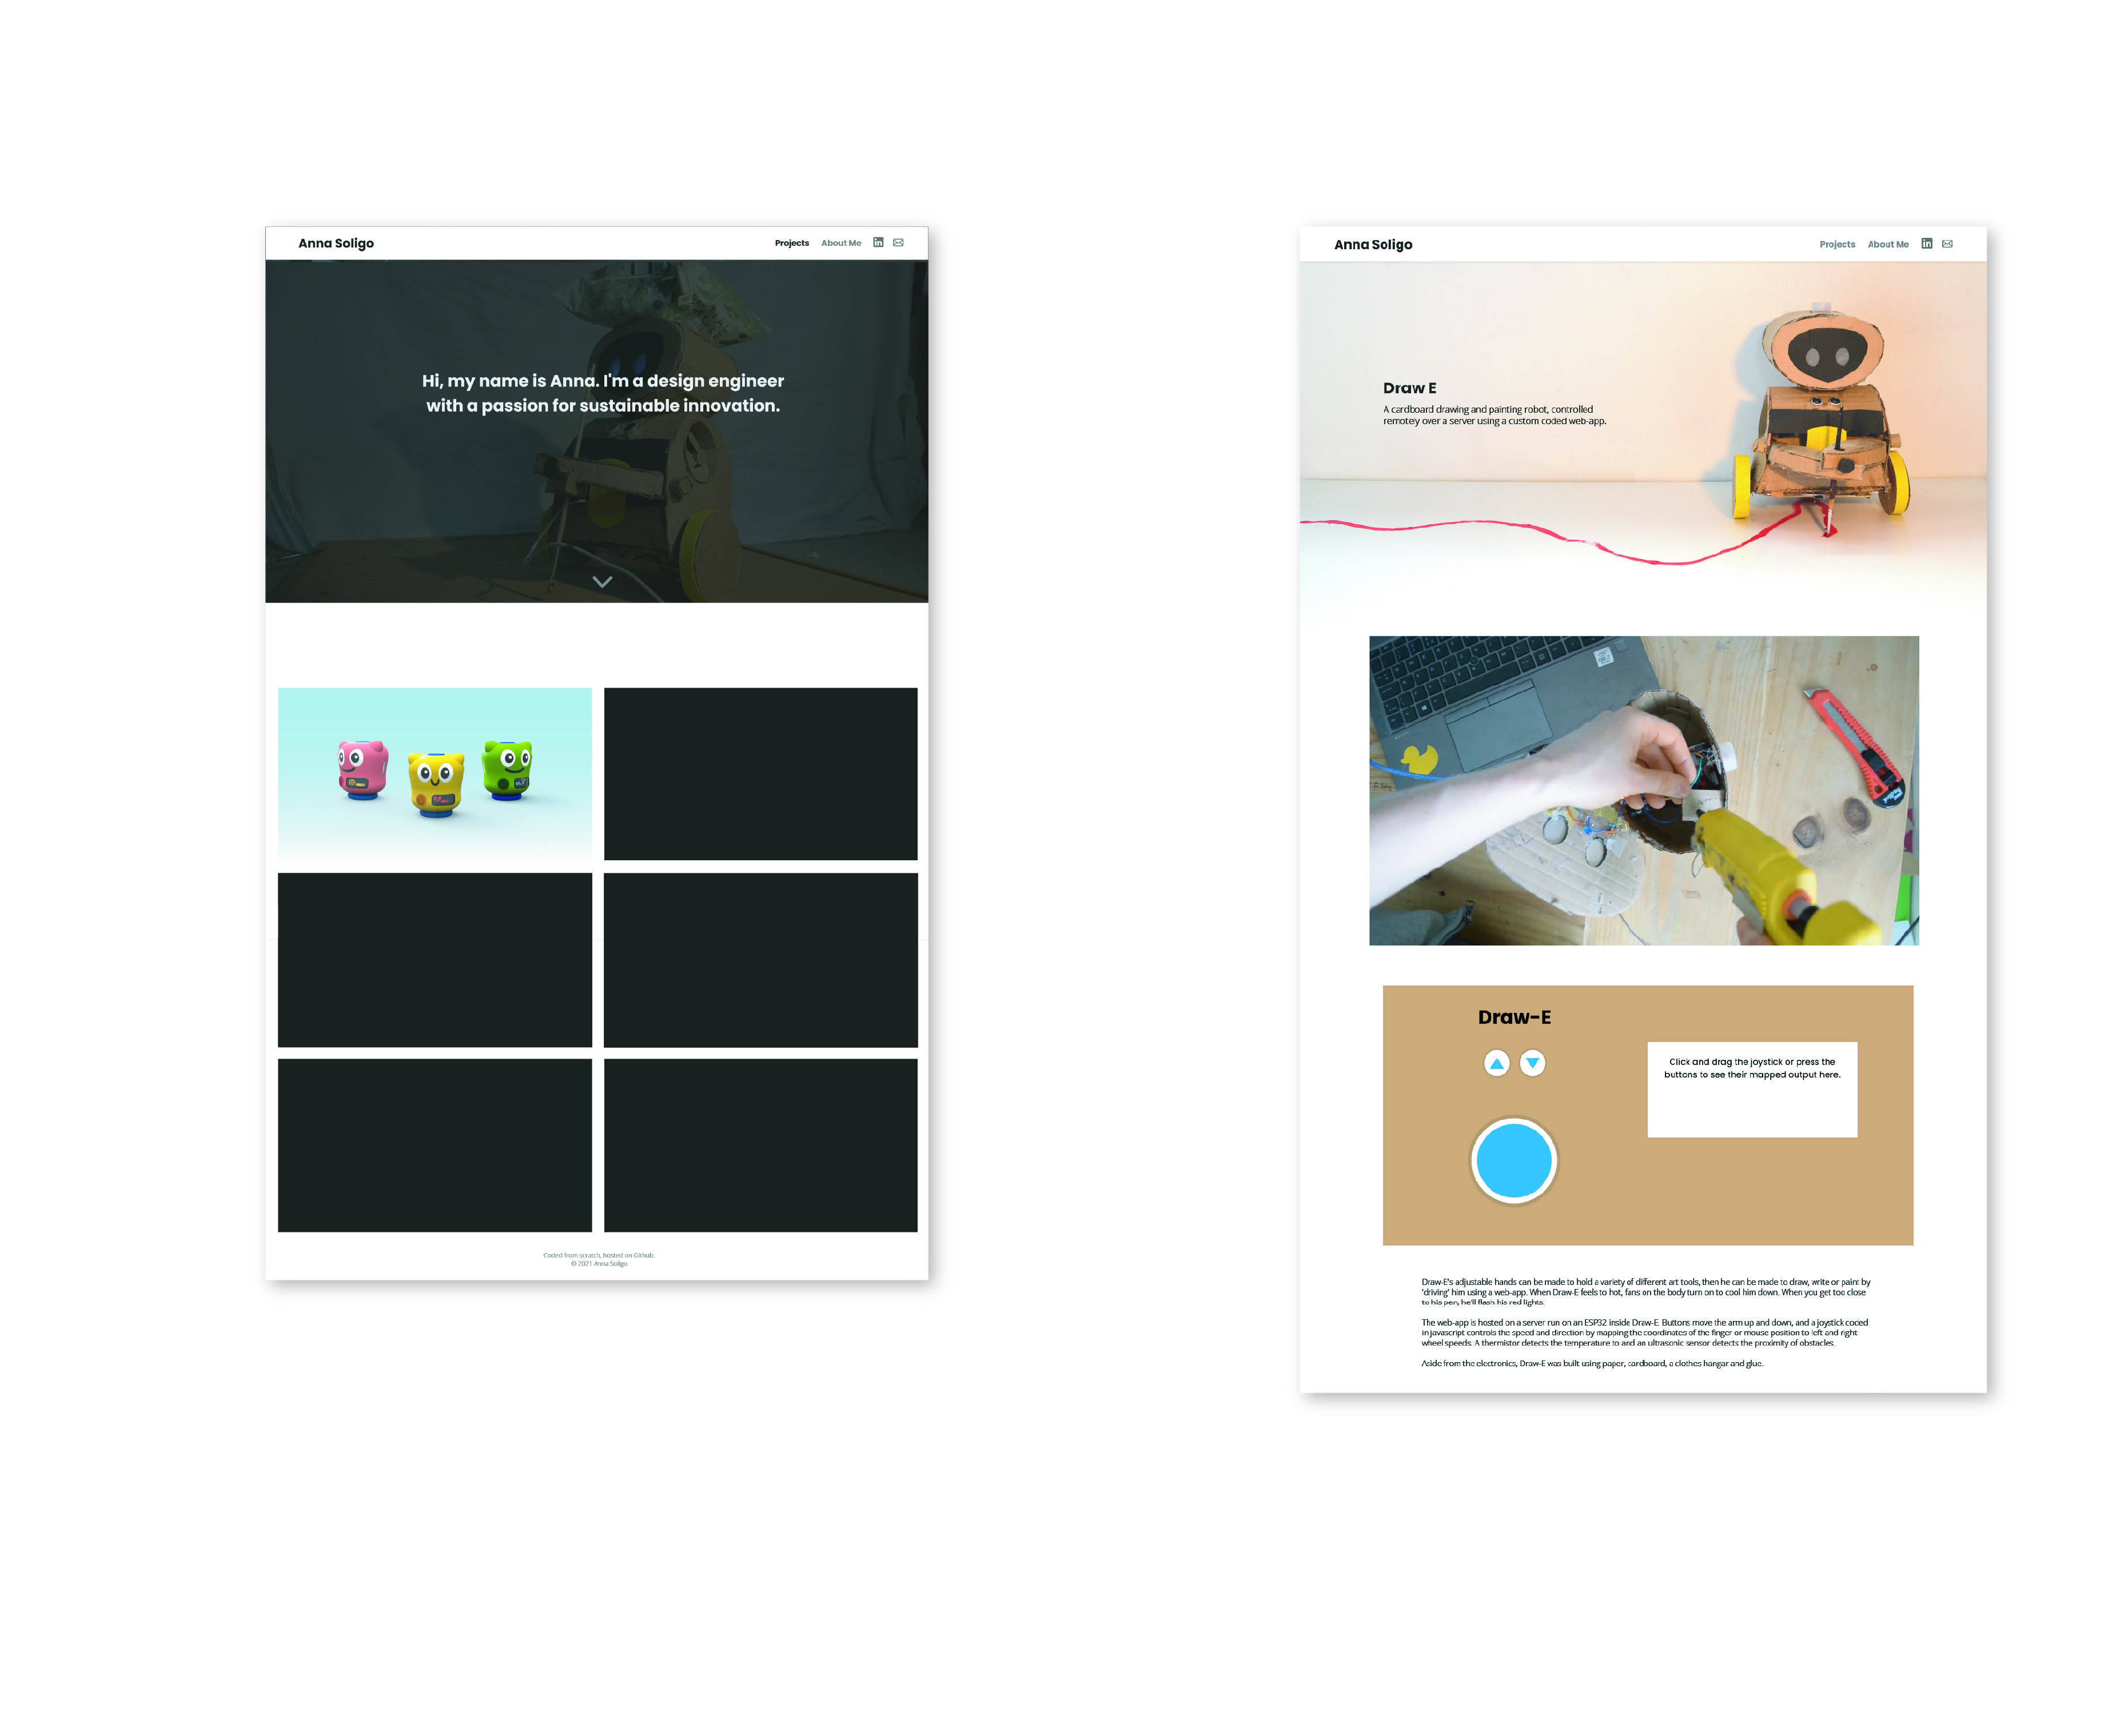 Anna Soligo
Projects About Me in
Hi, my name is Anna. I'm a design engineer
with a passion for sustainable innovation.
Coded from scratch, hosted on Github.
© 2021 Anna Soligo
Anna Soligo
Projects About Me in
Draw E
A cardboard drawing and painting robot, controlled
remotely over a server using a custom coded web-app.
Draw-E
Click and drag the joystick or press the
buttons to see their mapped output here.
Draw-E's adjustable hands can be made to hold a variety of different art tools, then he can be made to draw, write or paint by
'driving' him using a web-app. When Draw-E feels to hot, fans on the body turn on to cool him down. When you get too close
to his pen, he'll flash his red lights.
The web-app is hosted on a server run on an ESP32 inside Draw-E. Buttons move the arm up and down, and a joystick coded
in javascript controls the speed and direction by mapping the coordinates of the finger or mouse position to left and right
wheel speeds. A thermistor detects the temperature to and an ultrasonic sensor detects the proximity of obstacles.
Aside from the electronics, Draw-E was built using paper, cardboard, a clothes hangar and glue.